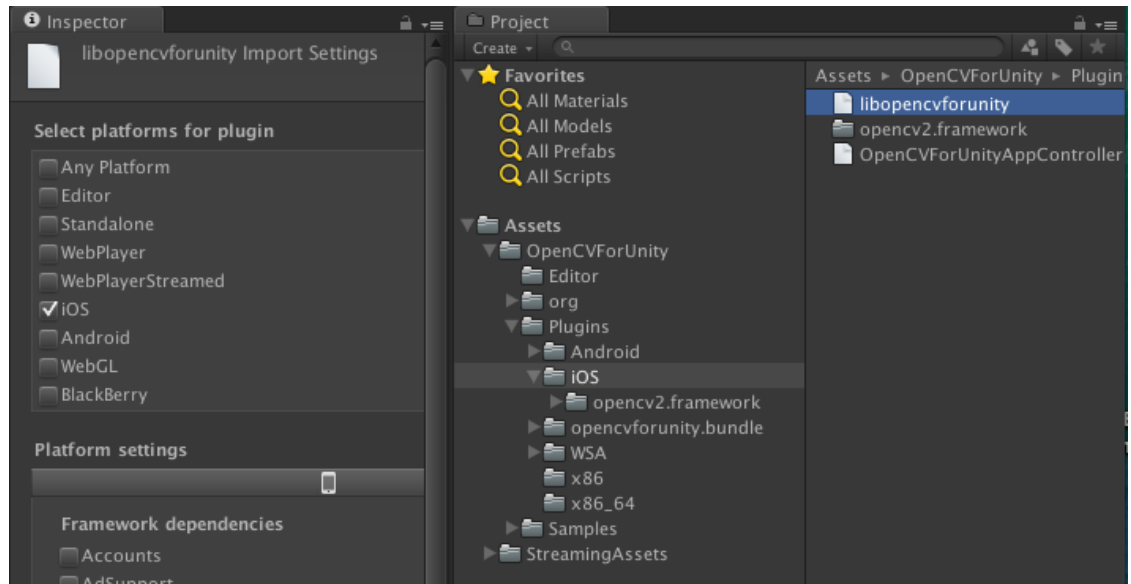 Inspector
libopencvforunity Import Settings
Select platforms for plugin
Any Platform
Editor
Standalone
WebPlayer
WebPlayerStreamed
iOS
Android
WebGL
BlackBerry
Platform settings
Framework dependencies
Accounts
AdSupport
Project
Create
Favorites
All Materials
All Models
All Prefabs
All Scripts
Assets
OpenCVForUnity
Editor
org
Plugins
Android
iOS
opencv2.framework
opencvforunity.bundle
WSA
x86
x86_64
Samples
StreamingAssets
Assets ▸ OpenCVForUnity ▸ Plugin
libopencvforunity
opencv2.framework
OpenCVForUnityAppController